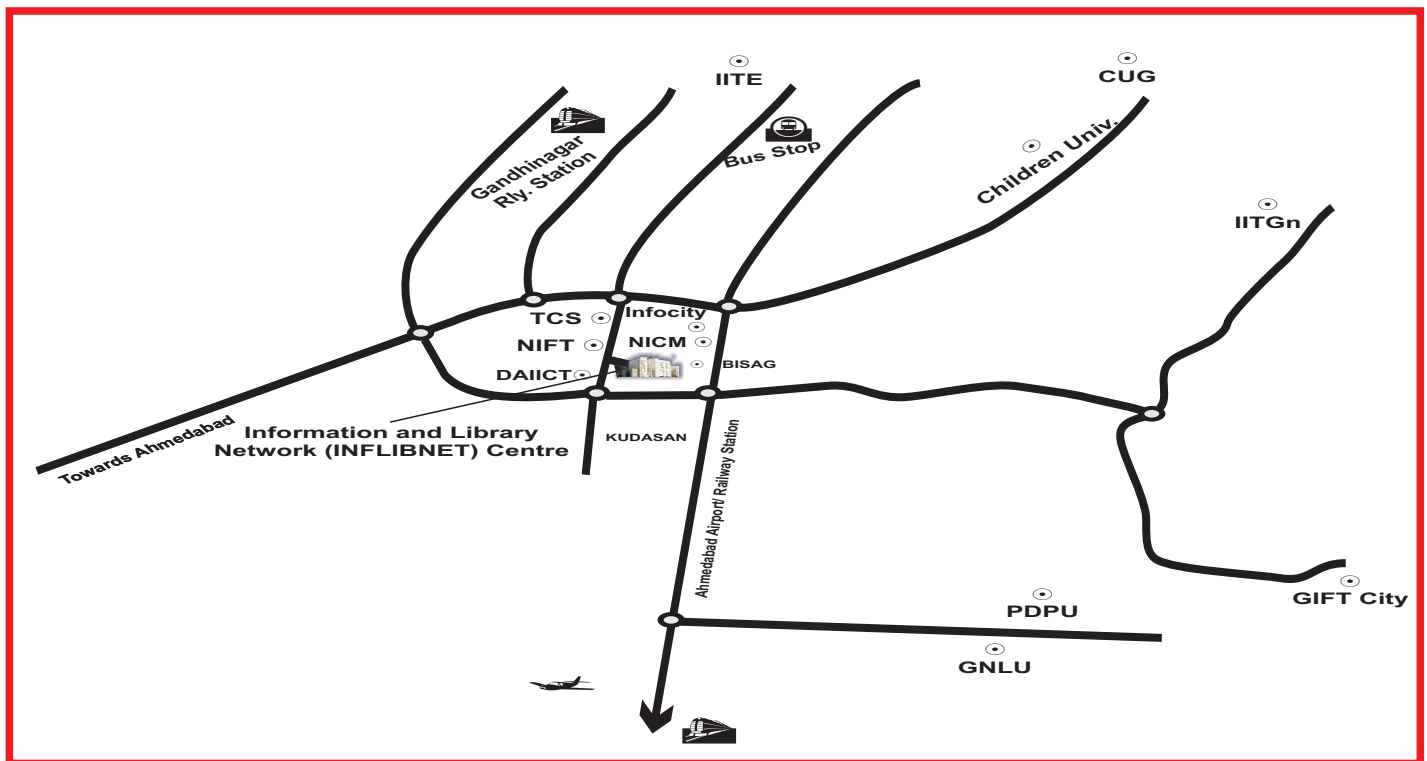 IITE
CUG
Gandhinagar
Rly. Station
Bus Stop
Children Univ.
IITGn
TCS
Infocity
NIFT
NICM
DAIICT
BISAG
Towards Ahmedabad
Information and Library
Network (INFLIBNET) Centre
KUDASAN
Ahmedabad Airport/ Railway Station
PDPU
GIFT City
GNLU